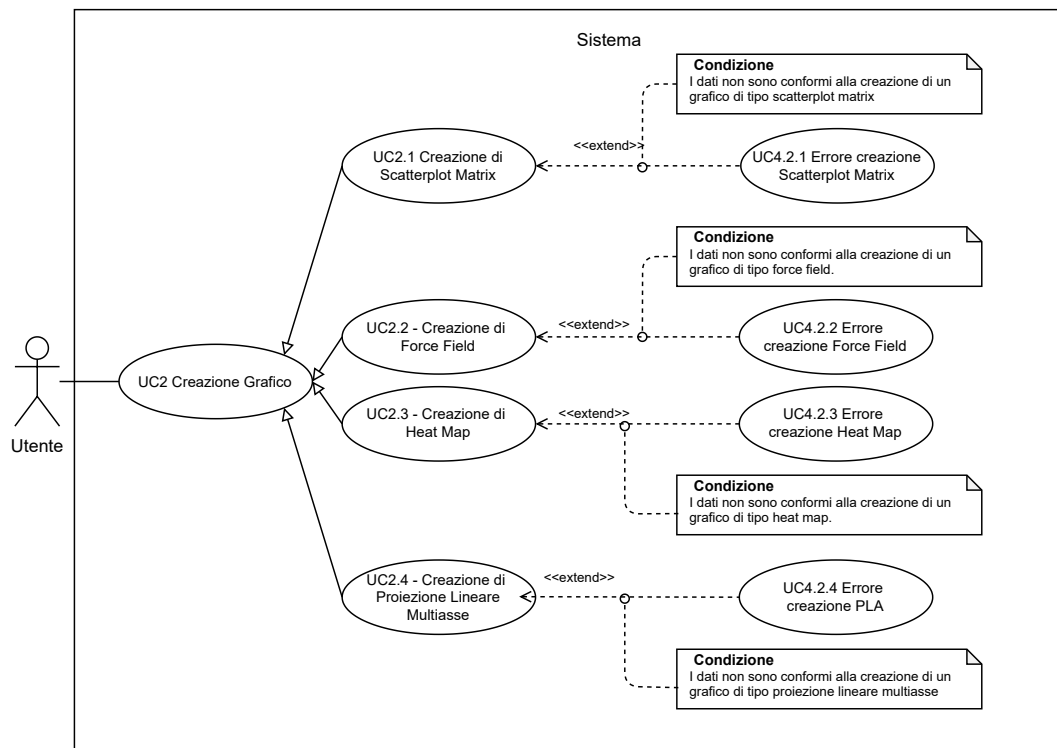 Sistema
Condizione
I dati non sono conformi alla creazione di un
grafico di tipo scatterplot matrix
<<extend>>
UC2.1 Creazione di
Scatterplot Matrix
UC4.2.1 Errore creazione
Scatterplot Matrix
Condizione
I dati non sono conformi alla creazione di un
grafico di tipo force field.
<<extend>>
UC2.2 - Creazione di
Force Field
UC4.2.2 Errore
creazione Force Field
Utente
UC2 Creazione Grafico
<<extend>>
UC2.3 - Creazione di
Heat Map
UC4.2.3 Errore
creazione Heat Map
Condizione
I dati non sono conformi alla creazione di un
grafico di tipo heat map.
<<extend>>
UC2.4 - Creazione di
Proiezione Lineare
Multiasse
UC4.2.4 Errore
creazione PLA
Condizione
I dati non sono conformi alla creazione di un
grafico di tipo proiezione lineare multiasse